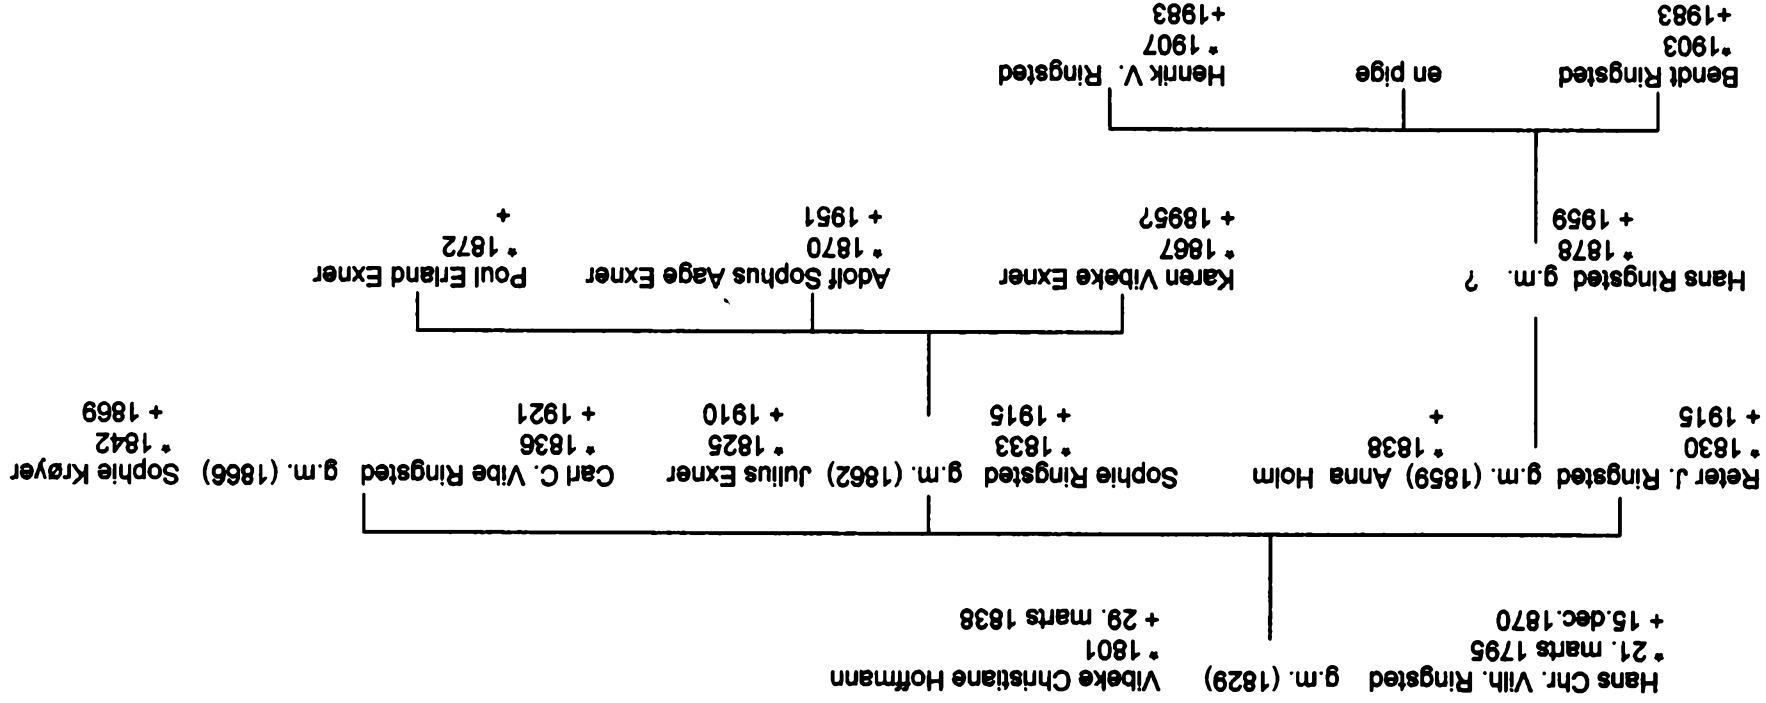 Hans Chr. Vilh. Ringsted g.m. (1829) Vibeke Christiane Hoffmann
* 21. marts 1795 * 1801
+ 15.dec.1870 + 29. marts 1838
Reter J. Ringsted g.m. (1859) Anna Holm Sophie Ringsted g.m. (1862) Julius Exner Carl C. Vibe Ringsted g.m. (1866) Sophie Krøyer
* 1830 * 1838 * 1833 * 1825 * 1836 * 1842
+ 1915 + + 1915 + 1910 + 1921 + 1869
Hans Ringsted g.m. ? Karen Vibeke Exner Adolf Sophus Aage Exner Poul Erland Exner
* 1878 * 1867 * 1870 * 1872
+ 1959 + 1895? + 1951 +
Bendt Ringsted en pige Henrik V. Ringsted
*1903 * 1907
+1983 +1983